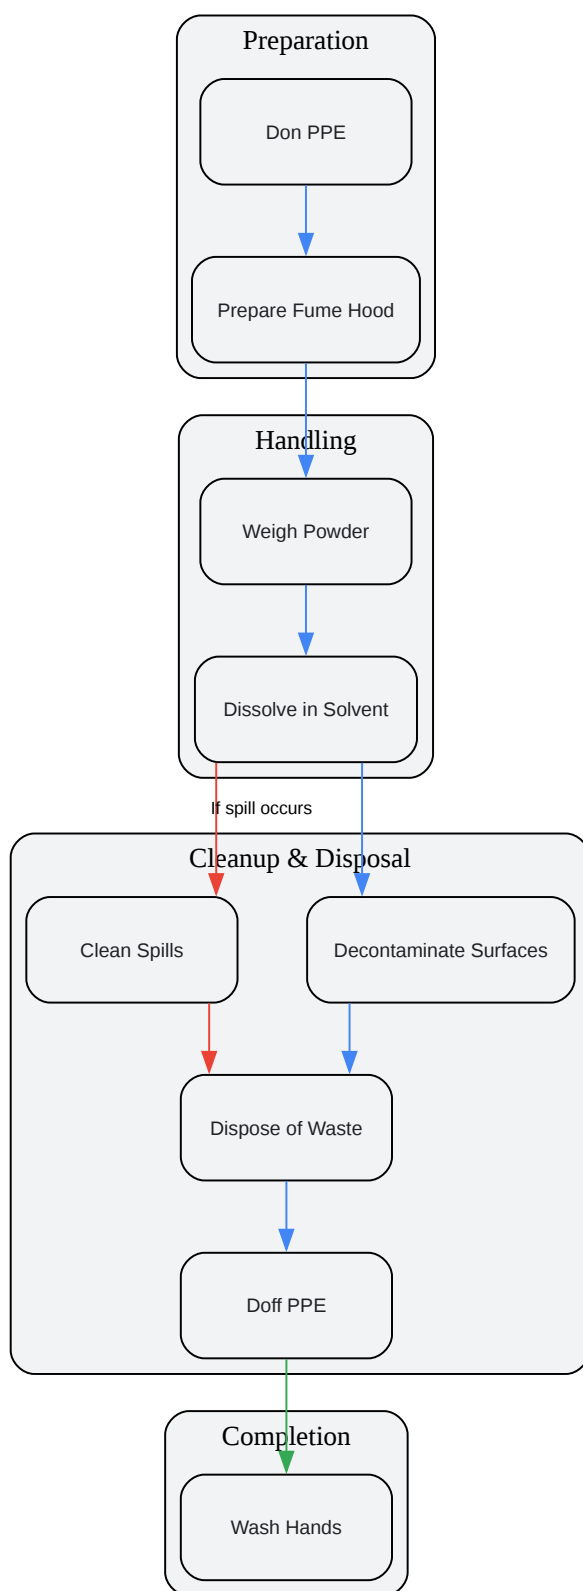 Preparation
Don PPE
Prepare Fume Hood
Handling
Weigh Powder
Dissolve in Solvent
If spill occurs
Cleanup & Disposal
Clean Spills
Decontaminate Surfaces
Dispose of Waste
Doff PPE
Completion
Wash Hands